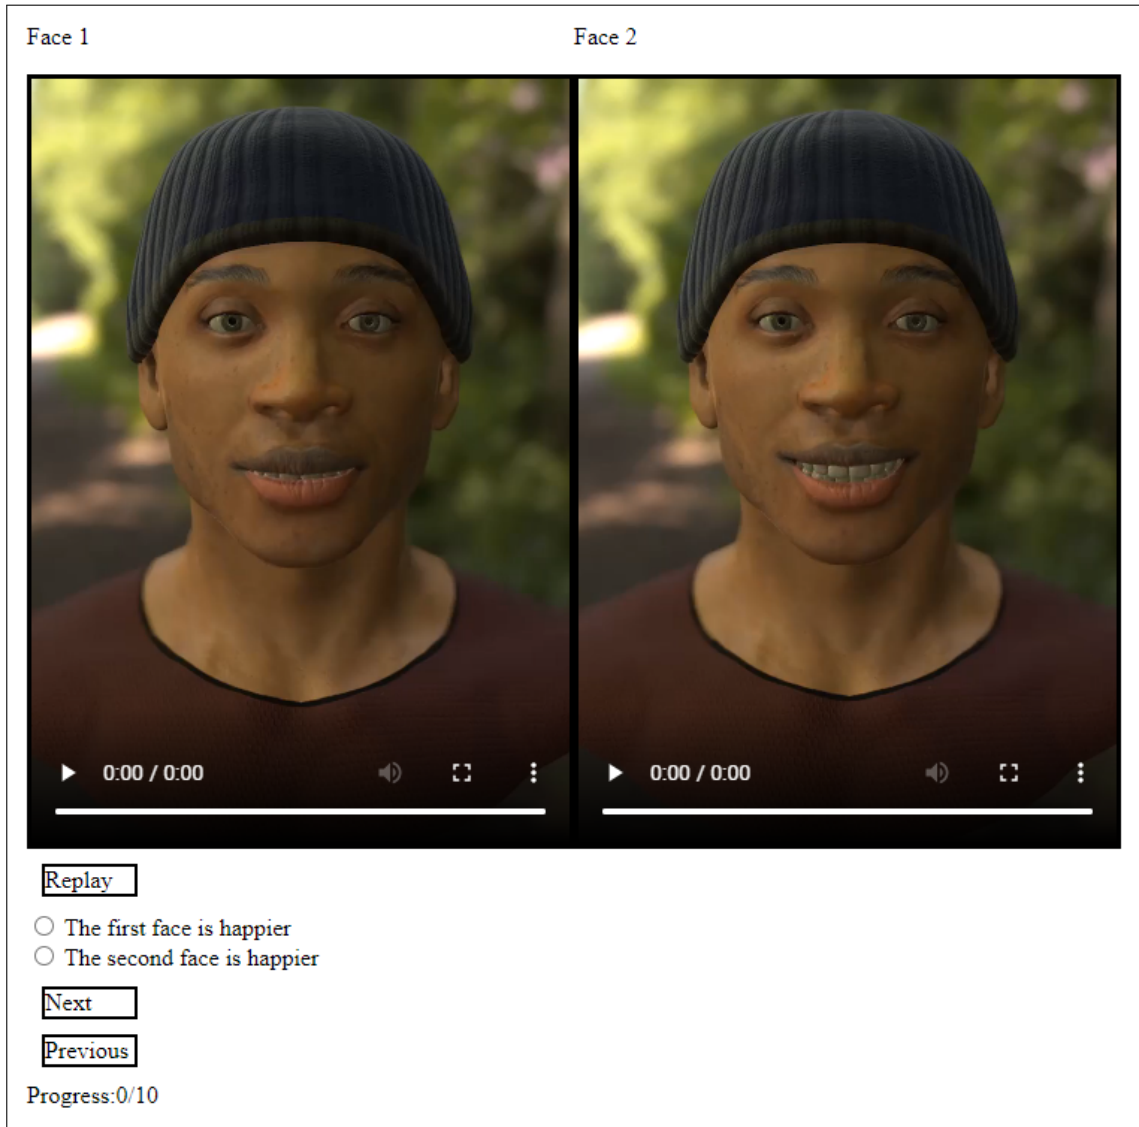 Face 1
Face 2
0:00 / 0:00
0:00 / 0:00
Replay
The first face is happier
The second face is happier
Next
Previous
Progress:0/10